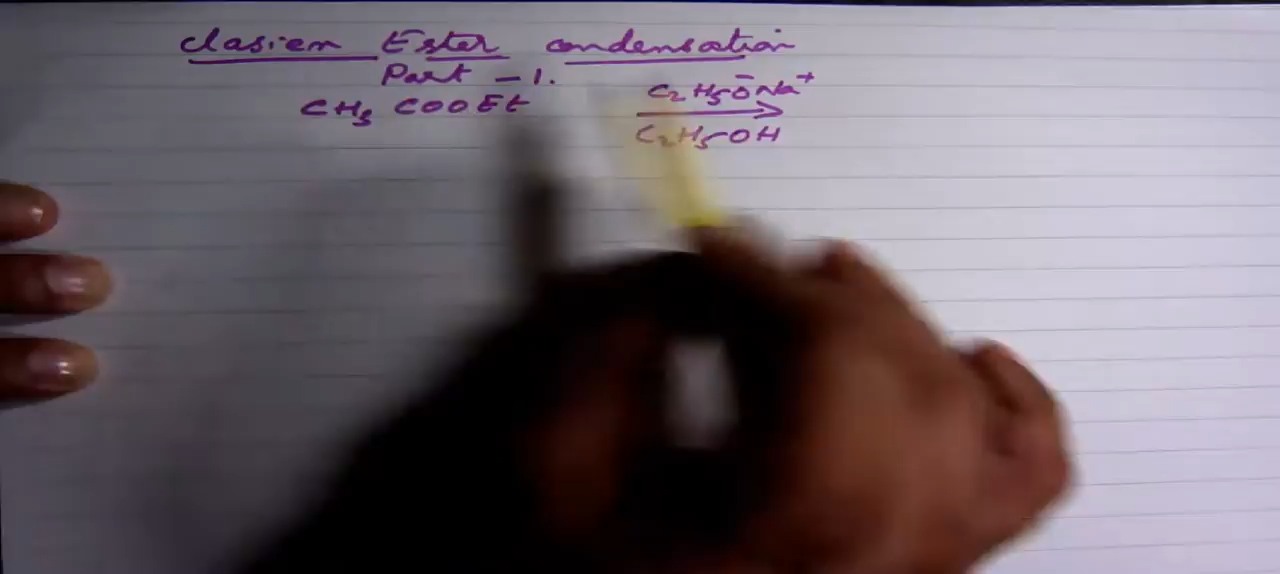 Clasien Ester condensation
Part - 1.
CH₃ COOEt
C₂H₅O⁻Na⁺
C₂H₅OH